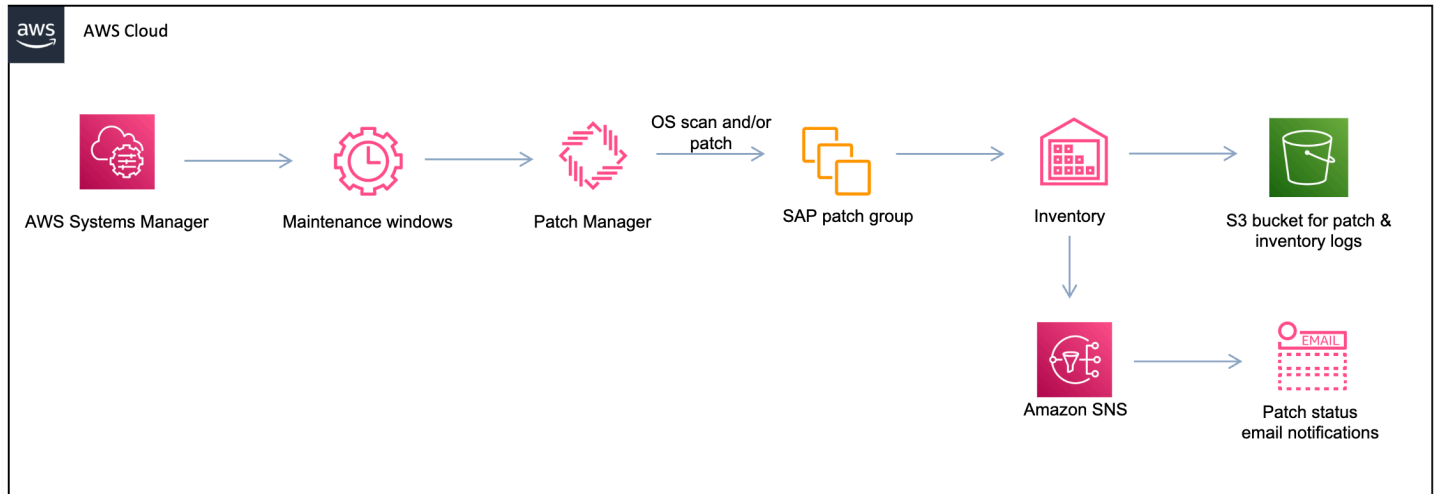 aws
AWS Cloud
OS scan and/or
patch
AWS Systems Manager
Maintenance windows
Patch Manager
SAP patch group
Inventory
S3 bucket for patch &
inventory logs
EMAIL
Amazon SNS
Patch status
email notifications